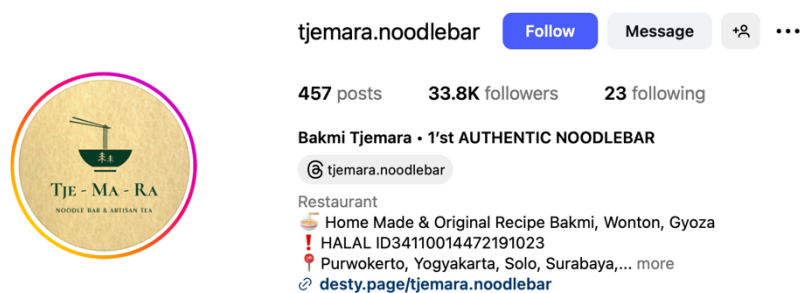 tjemara.noodlebar Follow Message
457 posts 33.8K followers 23 following
Bakmi Tjemara • 1'st AUTHENTIC NOODLEBAR
tjemara.noodlebar
Restaurant
🍜 Home Made & Original Recipe Bakmi, Wonton, Gyoza
❗ HALAL ID34110014472191023
📍Purwokerto, Yogyakarta, Solo, Surabaya,... more
desty.page/tjemara.noodlebar
TJE - MA - RA
NOODLE BAR & ARTISAN TEA